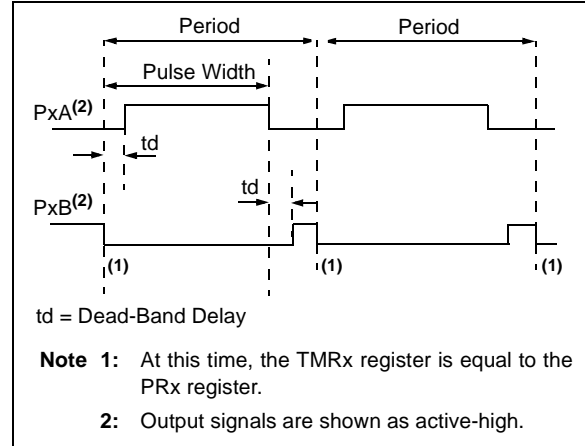 Period Period
Pulse Width
PxA(2)
td
td
PxB(2)
(1) (1) (1)
td = Dead-Band Delay
Note 1: At this time, the TMRx register is equal to the
PRx register.
2: Output signals are shown as active-high.